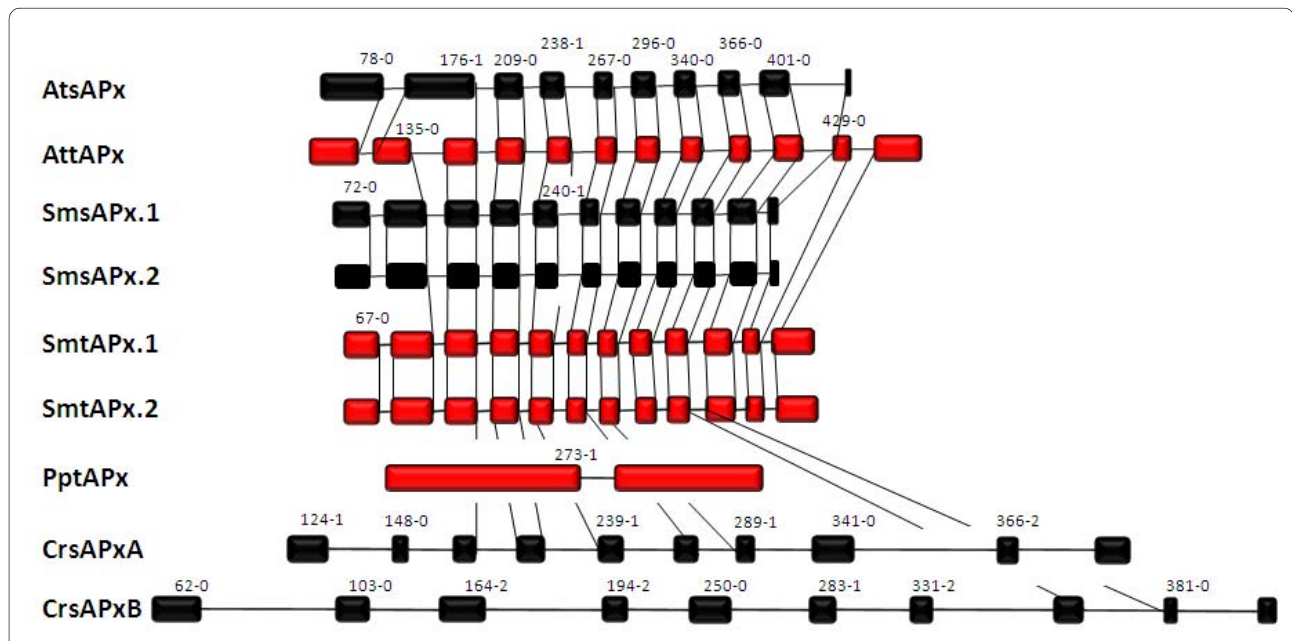 238-1 296-0 366-0
78-0 176-1 209-0 267-0 340-0 401-0
AtsAPx
135-0 429-0
AttAPx
72-0 240-1
SmsAPx.1
SmsAPx.2
67-0
SmtAPx.1
SmtAPx.2
273-1
PptAPx
124-1 148-0 239-1 289-1 341-0 366-2
CrsAPxA
62-0 103-0 164-2 194-2 250-0 283-1 331-2 381-0
CrsAPxB